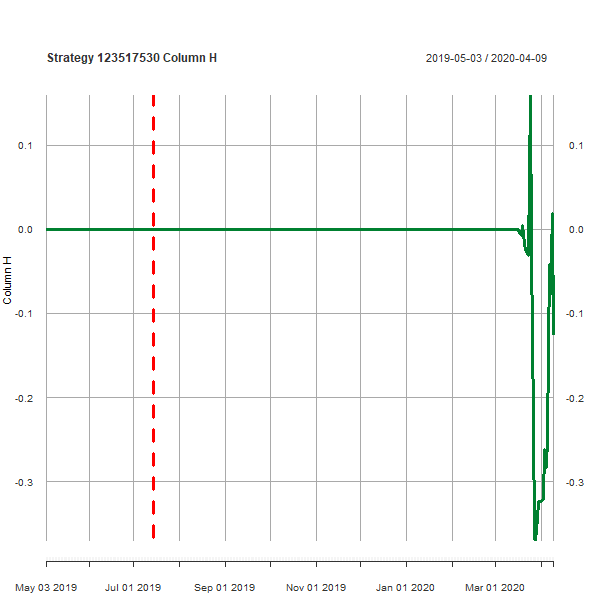 Strategy 123517530 Column H
2019-05-03 / 2020-04-09
0.1
0.1
0.0
0.0
-0.1
-0.1
-0.2
-0.2
-0.3
-0.3
Column H
May 03 2019
Jul 01 2019
Sep 01 2019
Nov 01 2019
Jan 01 2020
Mar 01 2020